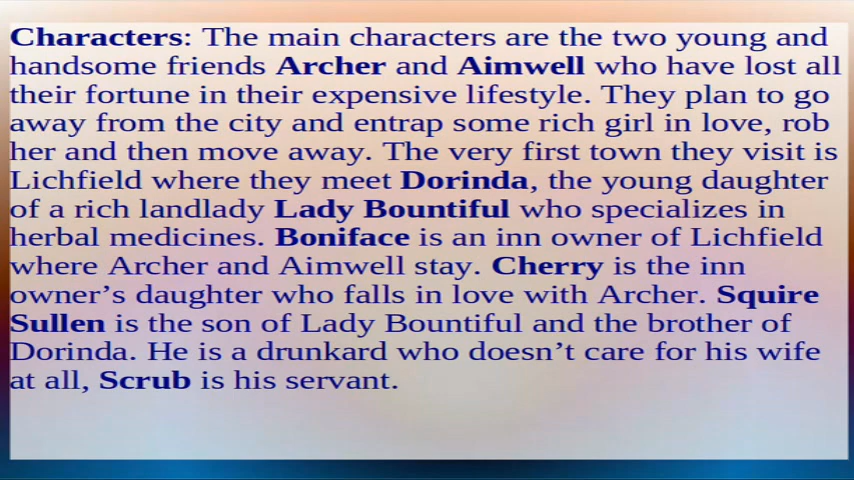 Characters: The main characters are the two young and
handsome friends Archer and Aimwell who have lost all
their fortune in their expensive lifestyle. They plan to go
away from the city and entrap some rich girl in love, rob
her and then move away. The very first town they visit is
Lichfield where they meet Dorinda, the young daughter
of a rich landlady Lady Bountiful who specializes in
herbal medicines. Boniface is an inn owner of Lichfield
where Archer and Aimwell stay. Cherry is the inn
owner’s daughter who falls in love with Archer. Squire
Sullen is the son of Lady Bountiful and the brother of
Dorinda. He is a drunkard who doesn’t care for his wife
at all, Scrub is his servant.